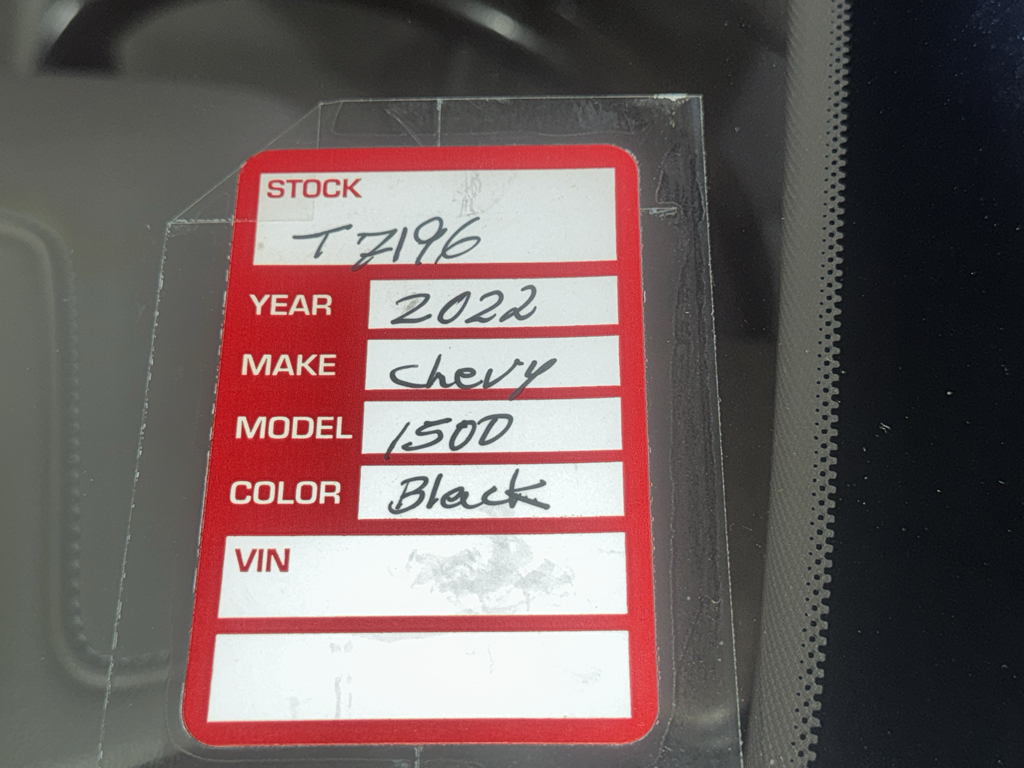 STOCK
T7196
YEAR 2022
MAKE Chevy
MODEL 1500
COLOR Black
VIN